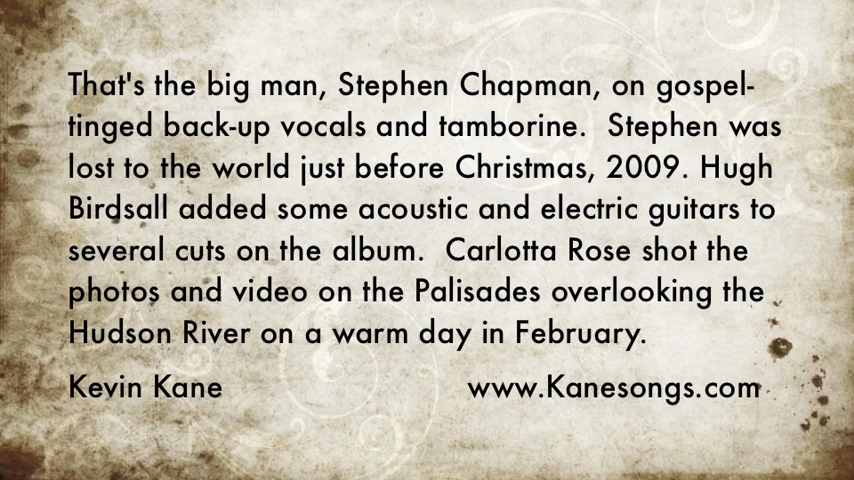 That's the big man, Stephen Chapman, on gospel-
tinged back-up vocals and tamborine.  Stephen was
lost to the world just before Christmas, 2009. Hugh
Birdsall added some acoustic and electric guitars to
several cuts on the album.  Carlotta Rose shot the
photos and video on the Palisades overlooking the
Hudson River on a warm day in February.
Kevin Kane www.Kanesongs.com